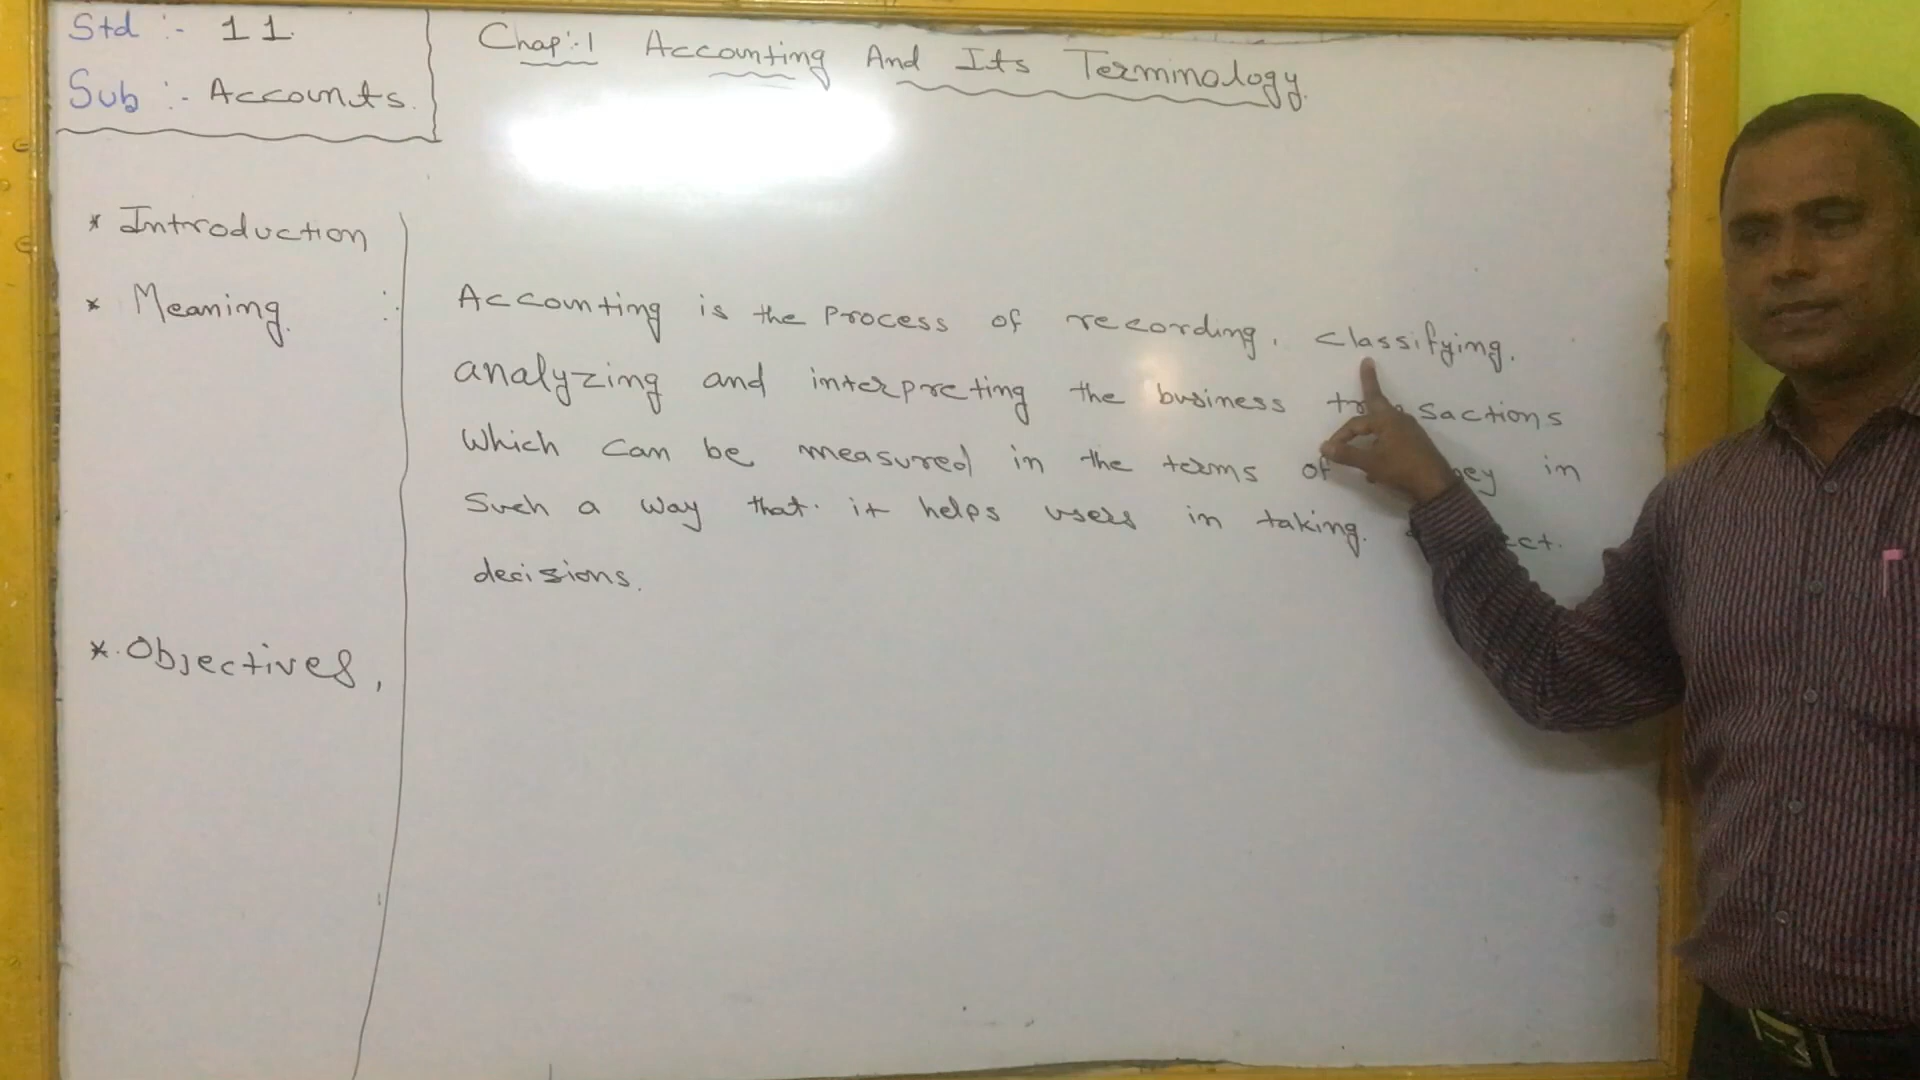 Std :- 11.
Sub :- Accounts.
Chap:1 Accounting And Its Terminology.
* Introduction
* Meaning. :-
Accounting is the process of recording, classifying,
analyzing and interpreting the business transactions
which can be measured in the terms of in
Such a way that it helps users in taking
decisions.
* Objectives,